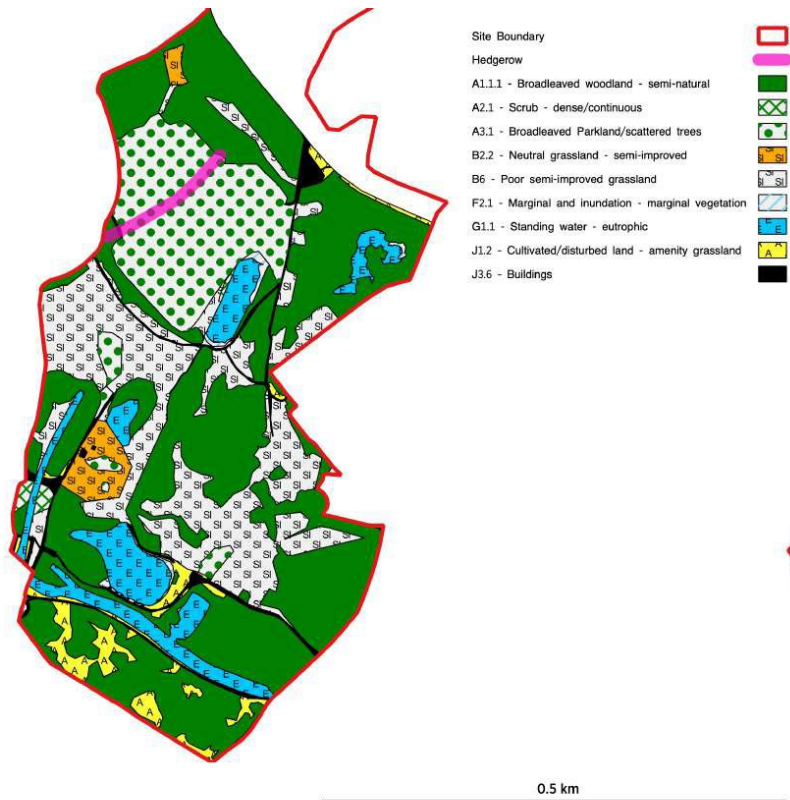 Site Boundary
Hedgerow
A1.1.1 - Broadleaved woodland - semi-natural
A2.1 - Scrub - dense/continuous
A3.1 - Broadleaved Parkland/scattered trees
B2.2 - Neutral grassland - semi-improved
B6 - Poor semi-improved grassland
F2.1 - Marginal and inundation - marginal vegetation
G1.1 - Standing water - eutrophic
J1.2 - Cultivated/disturbed land - amenity grassland
J3.6 - Buildings
0.5 km